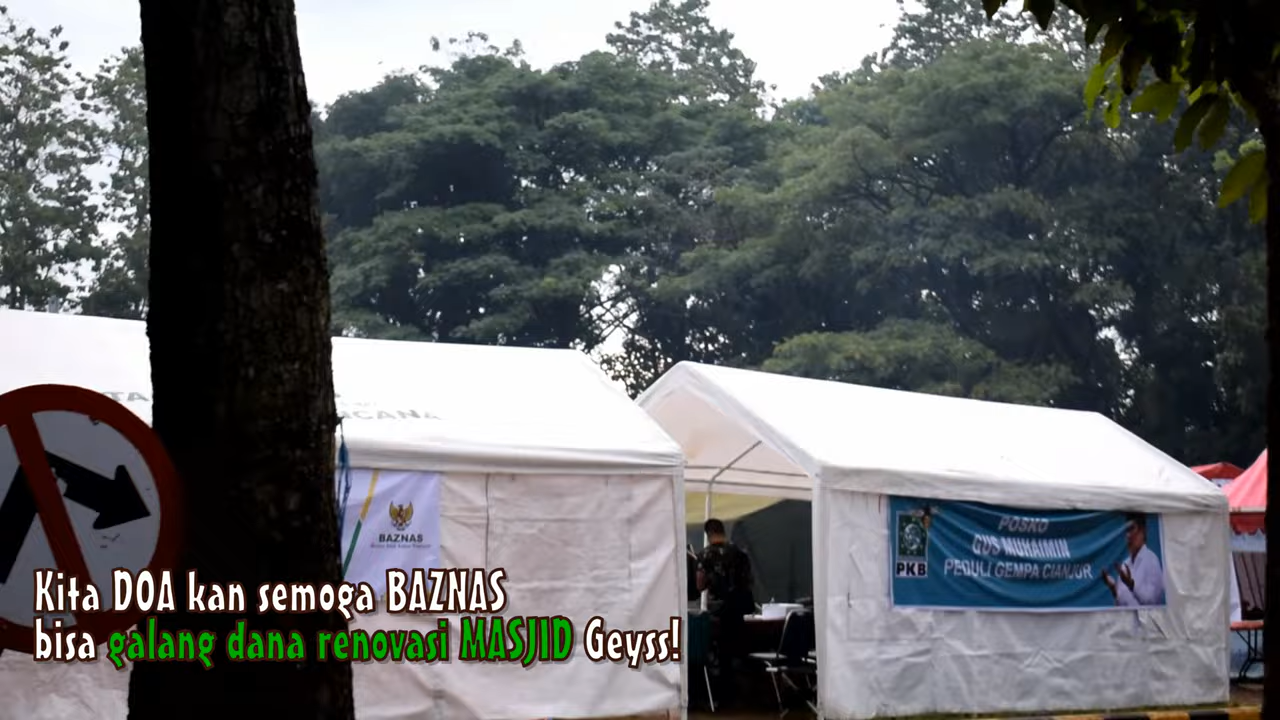 BAZNAS
POSKO
GUS MUHAIMIN
PEDULI GEMPA CIANJUR
PKB
Kita DOA kan semoga BAZNAS
bisa galang dana renovasi MASJID Geyss!